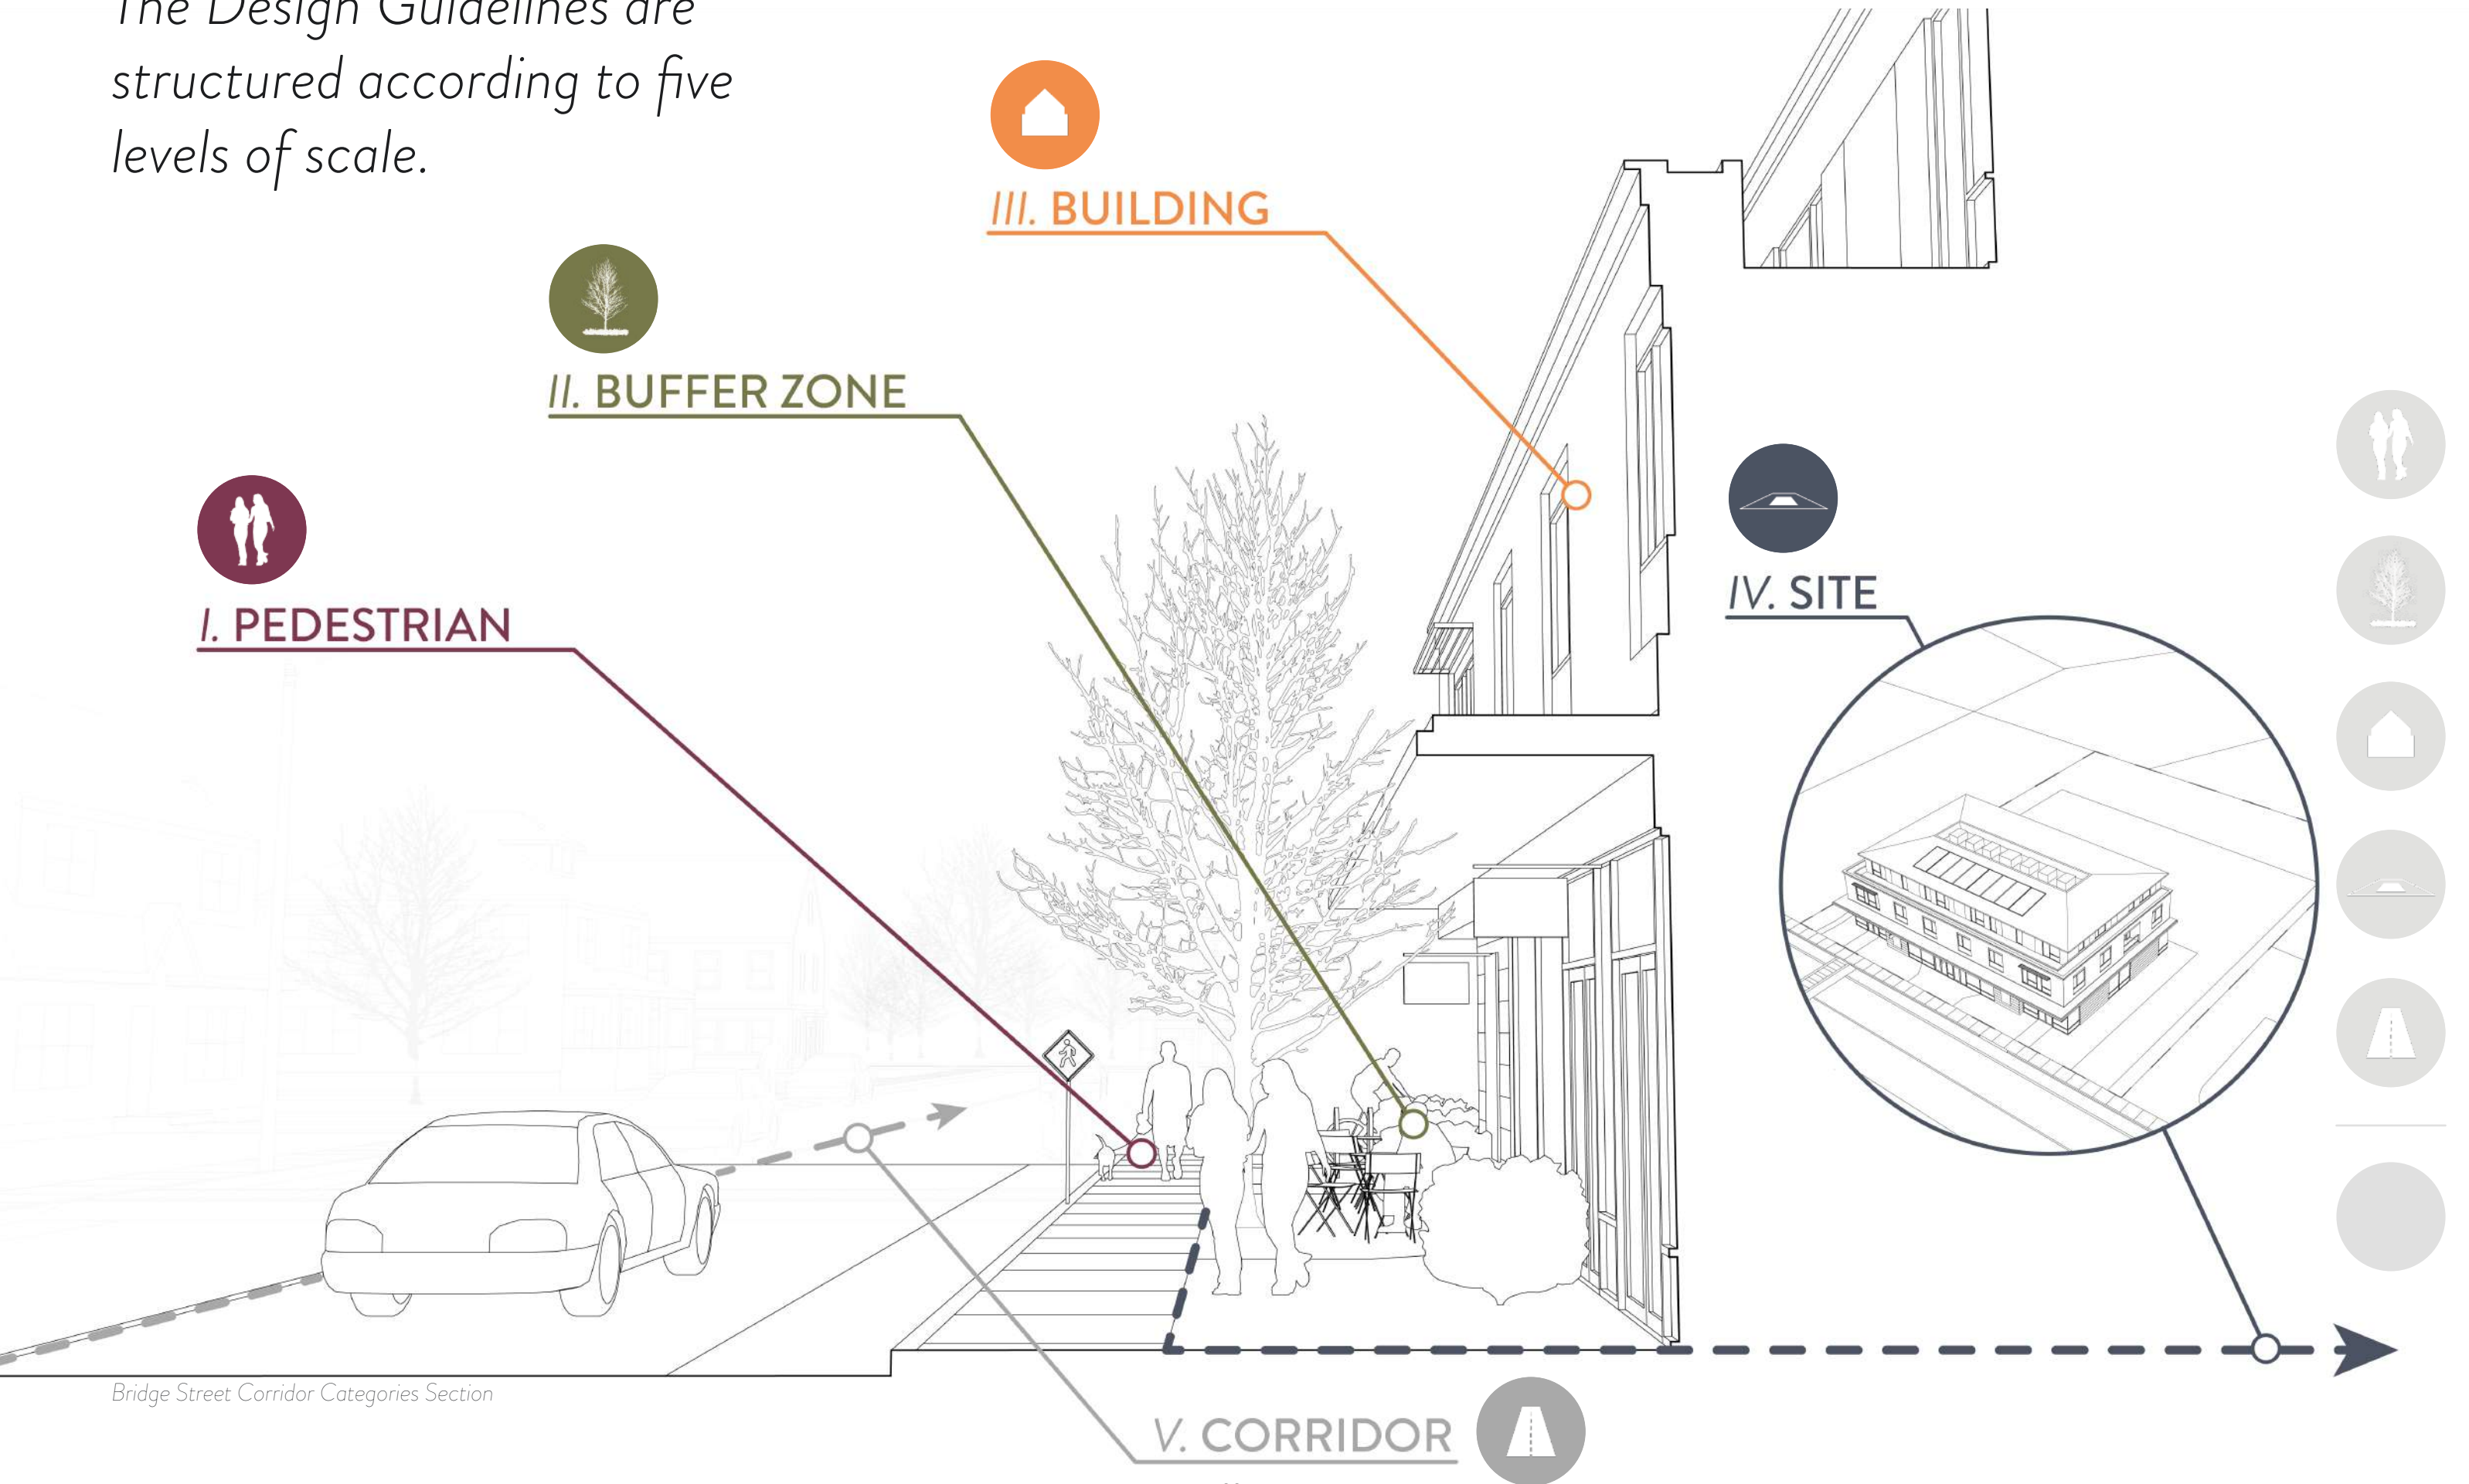 The Design Guidelines are
structured according to five
levels of scale.
III. BUILDING
II. BUFFER ZONE
IV. SITE
I. PEDESTRIAN
Bridge Street Corridor Categories Section
V. CORRIDOR